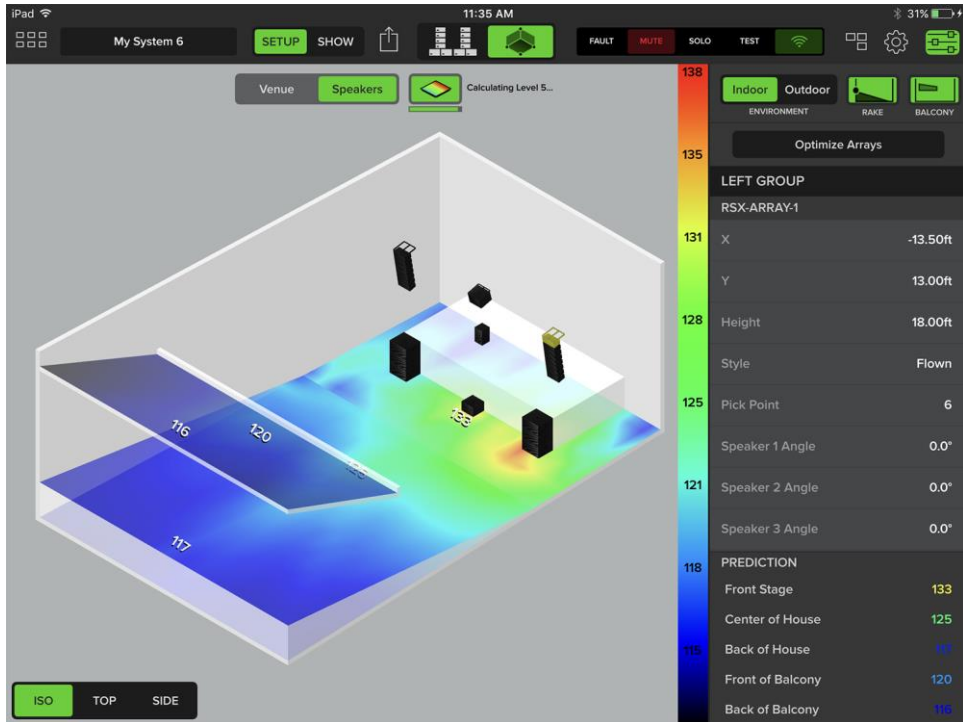 iPad 11:35 AM 31%
My System 6 SETUP SHOW FAULT MUTE SOLO TEST
Venue Speakers Calculating Level 5...
138
135
131
128
125
121
118
115
133
120
116
125
117
ISO TOP SIDE
Indoor Outdoor
ENVIRONMENT RAKE BALCONY
Optimize Arrays
LEFT GROUP
RSX-ARRAY-1
X -13.50ft
Y 13.00ft
Height 18.00ft
Style Flown
Pick Point 6
Speaker 1 Angle 0.0°
Speaker 2 Angle 0.0°
Speaker 3 Angle 0.0°
PREDICTION
Front Stage 133
Center of House 125
Back of House 117
Front of Balcony 120
Back of Balcony 116